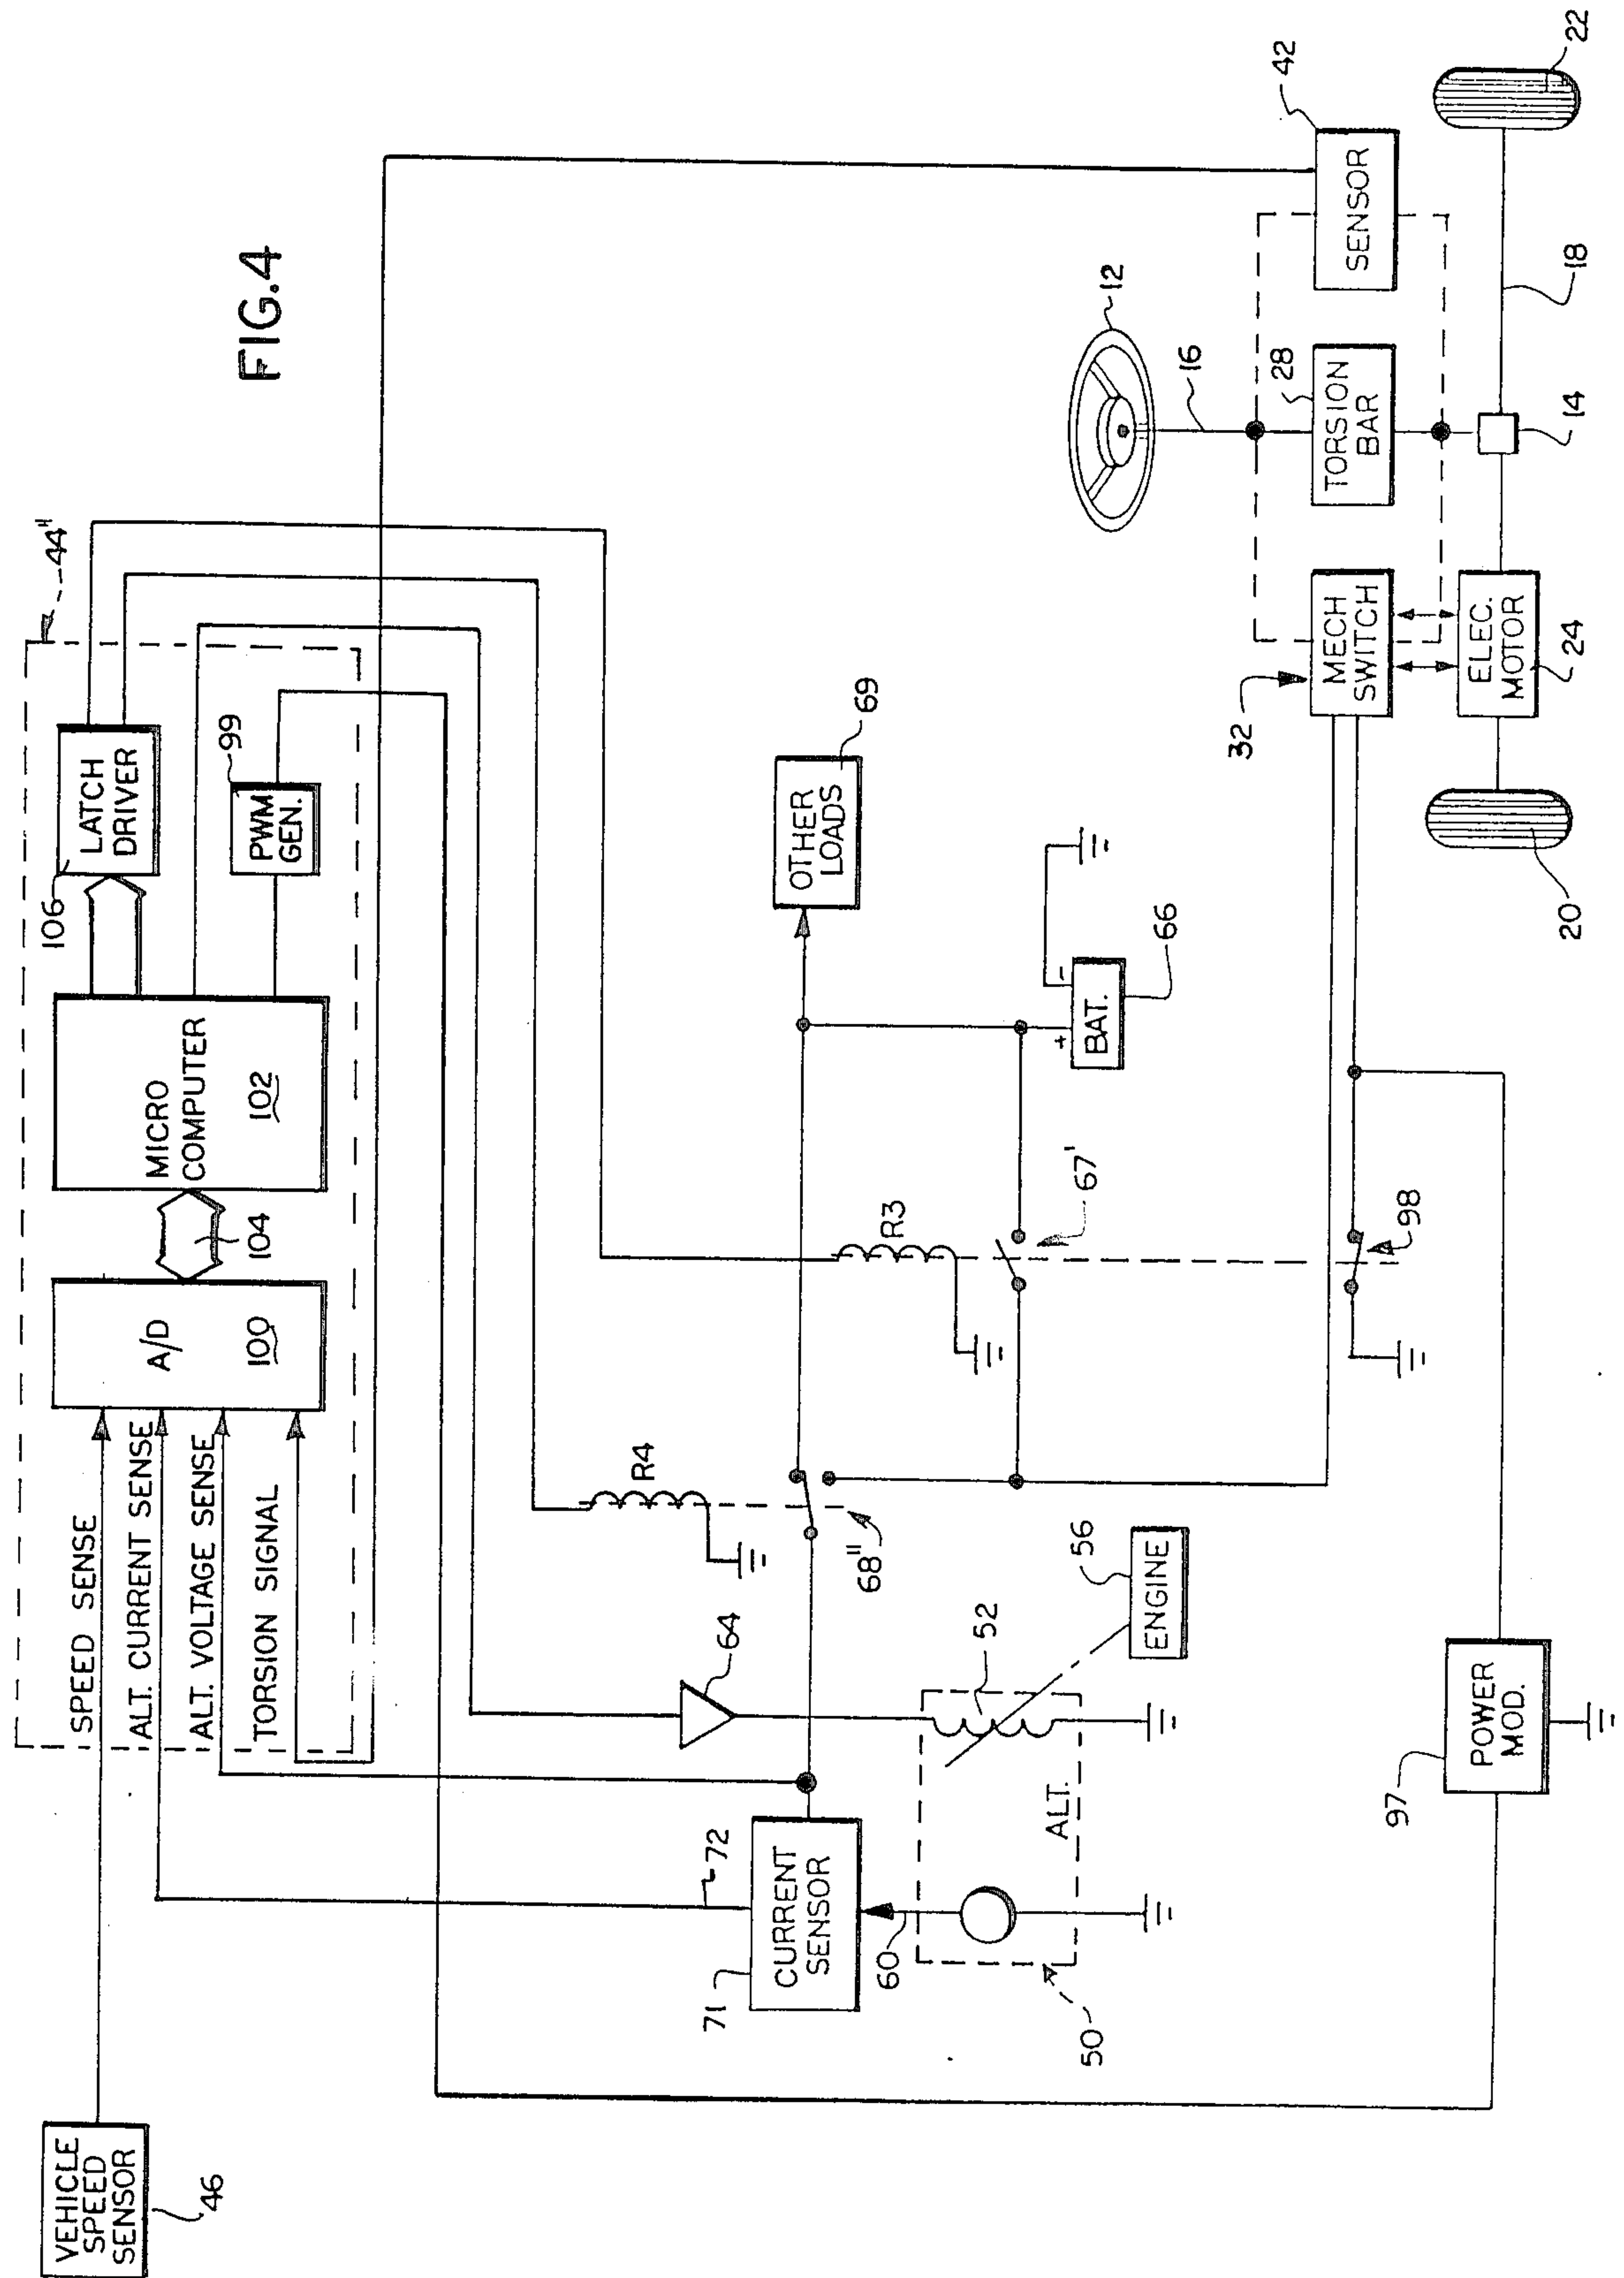 FIG.4
44"
VEHICLE
SPEED
SENSOR
46
SPEED SENSE
ALT. CURRENT SENSE
ALT. VOLTAGE SENSE
TORSION SIGNAL
A/D
100
104
MICRO
COMPUTER
102
106
LATCH
DRIVER
PWM
GEN.
99
71
CURRENT
SENSOR
72
60
50
ALT.
52
64
56
ENGINE
R4
68"
R3
67'
98
OTHER
LOADS
69
+
-
BAT.
66
97
POWER
MOD.
12
16
28
TORSION
BAR
42
SENSOR
32
MECH
SWITCH
ELEC.
MOTOR
24
20
14
18
22